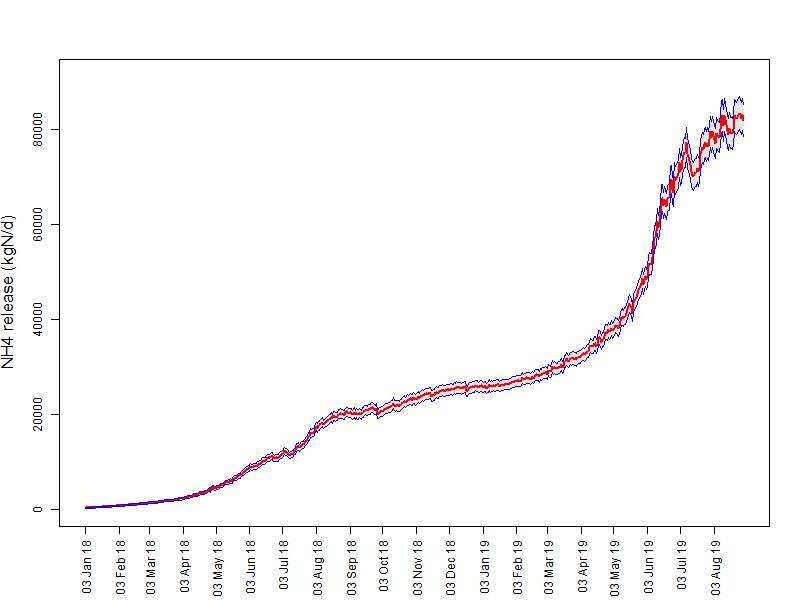 NH4 release (kgN/d)
80000
60000
40000
20000
0
03 Jan 18
03 Feb 18
03 Mar 18
03 Apr 18
03 May 18
03 Jun 18
03 Jul 18
03 Aug 18
03 Sep 18
03 Oct 18
03 Nov 18
03 Dec 18
03 Jan 19
03 Feb 19
03 Mar 19
03 Apr 19
03 May 19
03 Jun 19
03 Jul 19
03 Aug 19